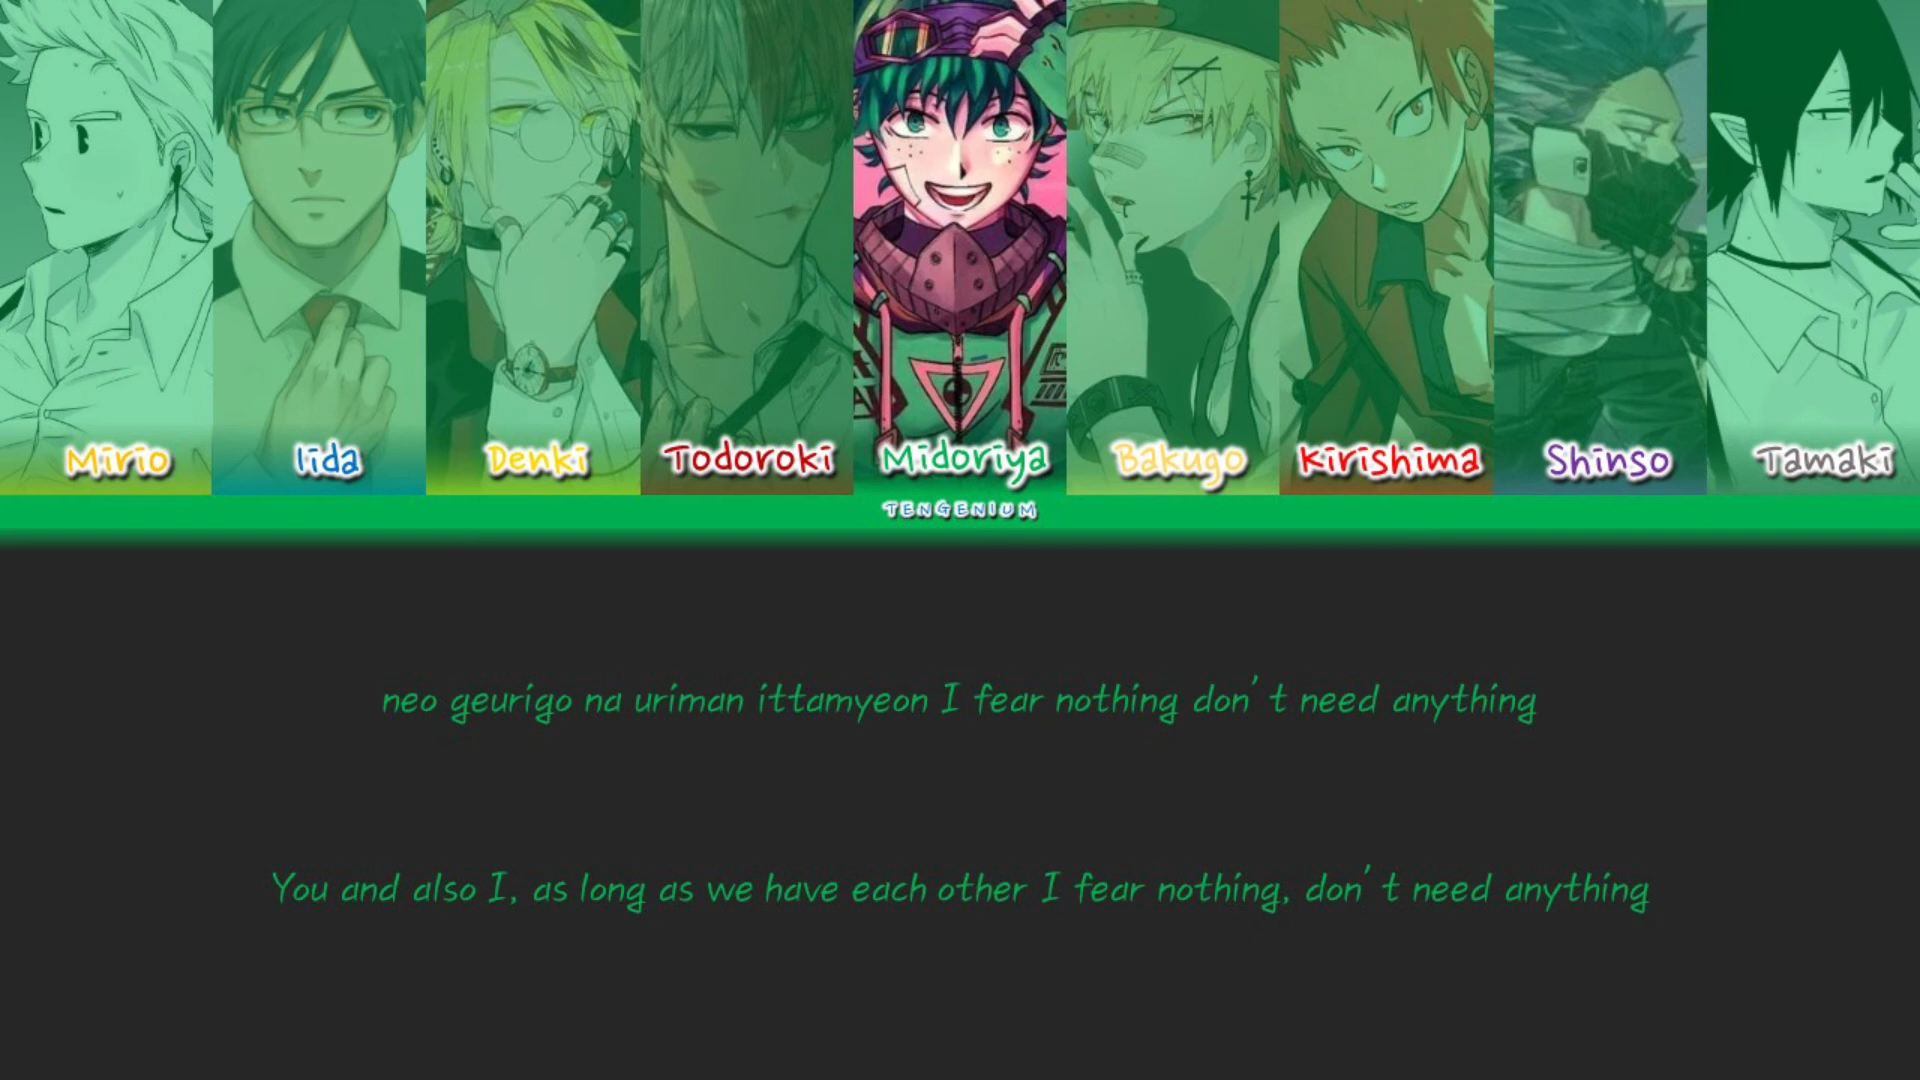 Mirio Iida Denki Todoroki Midoriya Bakugo Kirishima Shinso Tamaki
TENGENIUM
neo geurigo na uriman ittamyeon I fear nothing don't need anything
You and also I, as long as we have each other I fear nothing, don't need anything